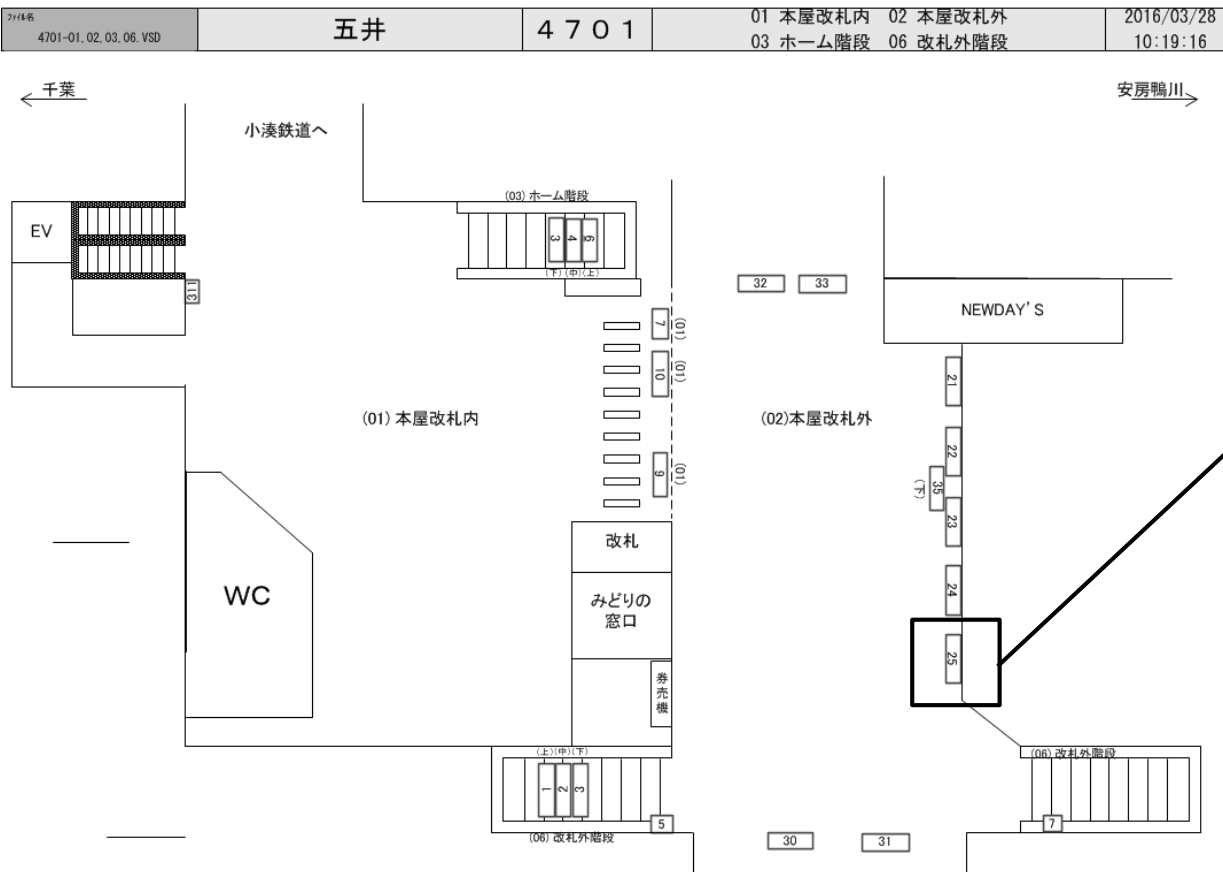 ファイル名
4701-01,02,03,06.VSD
五井
4701
01 本屋改札内 02 本屋改札外
03 ホーム階段 06 改札外階段
2016/03/28
10:19:16
千葉
安房鴨川
小湊鉄道へ
(03)ホーム階段
EV
3
4
6
(下)(中)(上)
311
32
33
NEWDAY'S
7
(01)
10
(01)
21
(01)本屋改札内
(02)本屋改札外
22
9
(01)
35
(下)
23
改札
24
WC
みどりの
窓口
25
券売機
(上)(中)(下)
(06)改札外階段
1
2
3
5
7
(06)改札外階段
30
31